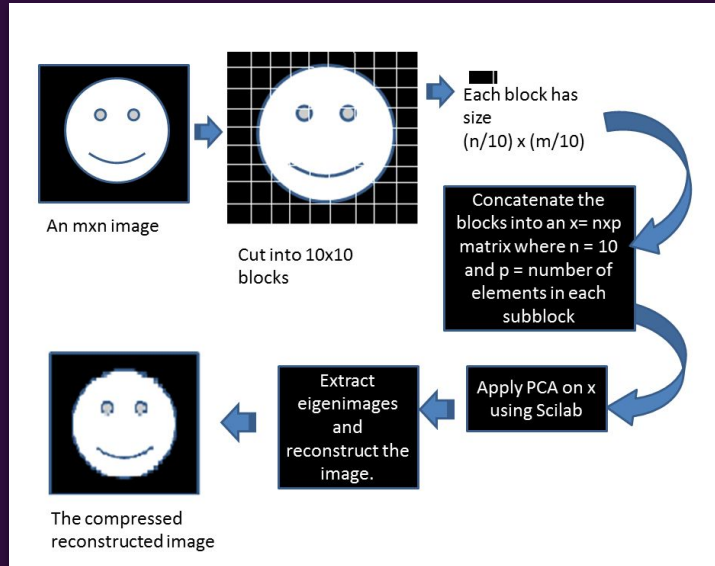 An mxn image
Cut into 10x10
blocks
Each block has
size
(n/10) x (m/10)
Concatenate the
blocks into an x= nxp
matrix where n = 10
and p = number of
elements in each
subblock
Apply PCA on x
using Scilab
Extract
eigenimages
and
reconstruct the
image.
The compressed
reconstructed image